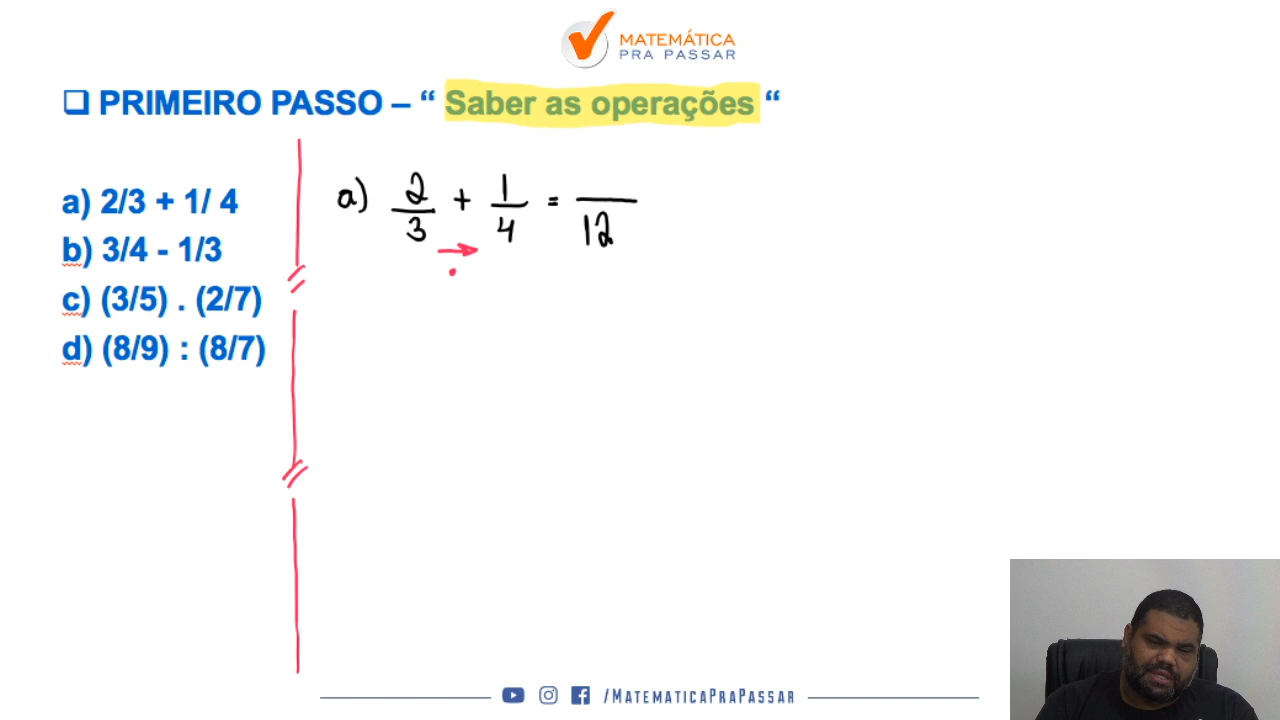 MATEMÁTICA
PRA PASSAR
PRIMEIRO PASSO – “ Saber as operações “
a) 2/3 + 1/ 4
b) 3/4 - 1/3
c) (3/5) . (2/7)
d) (8/9) : (8/7)
a) 2/3 + 1/4 = /12
/MATEMATICAPRAPASSAR